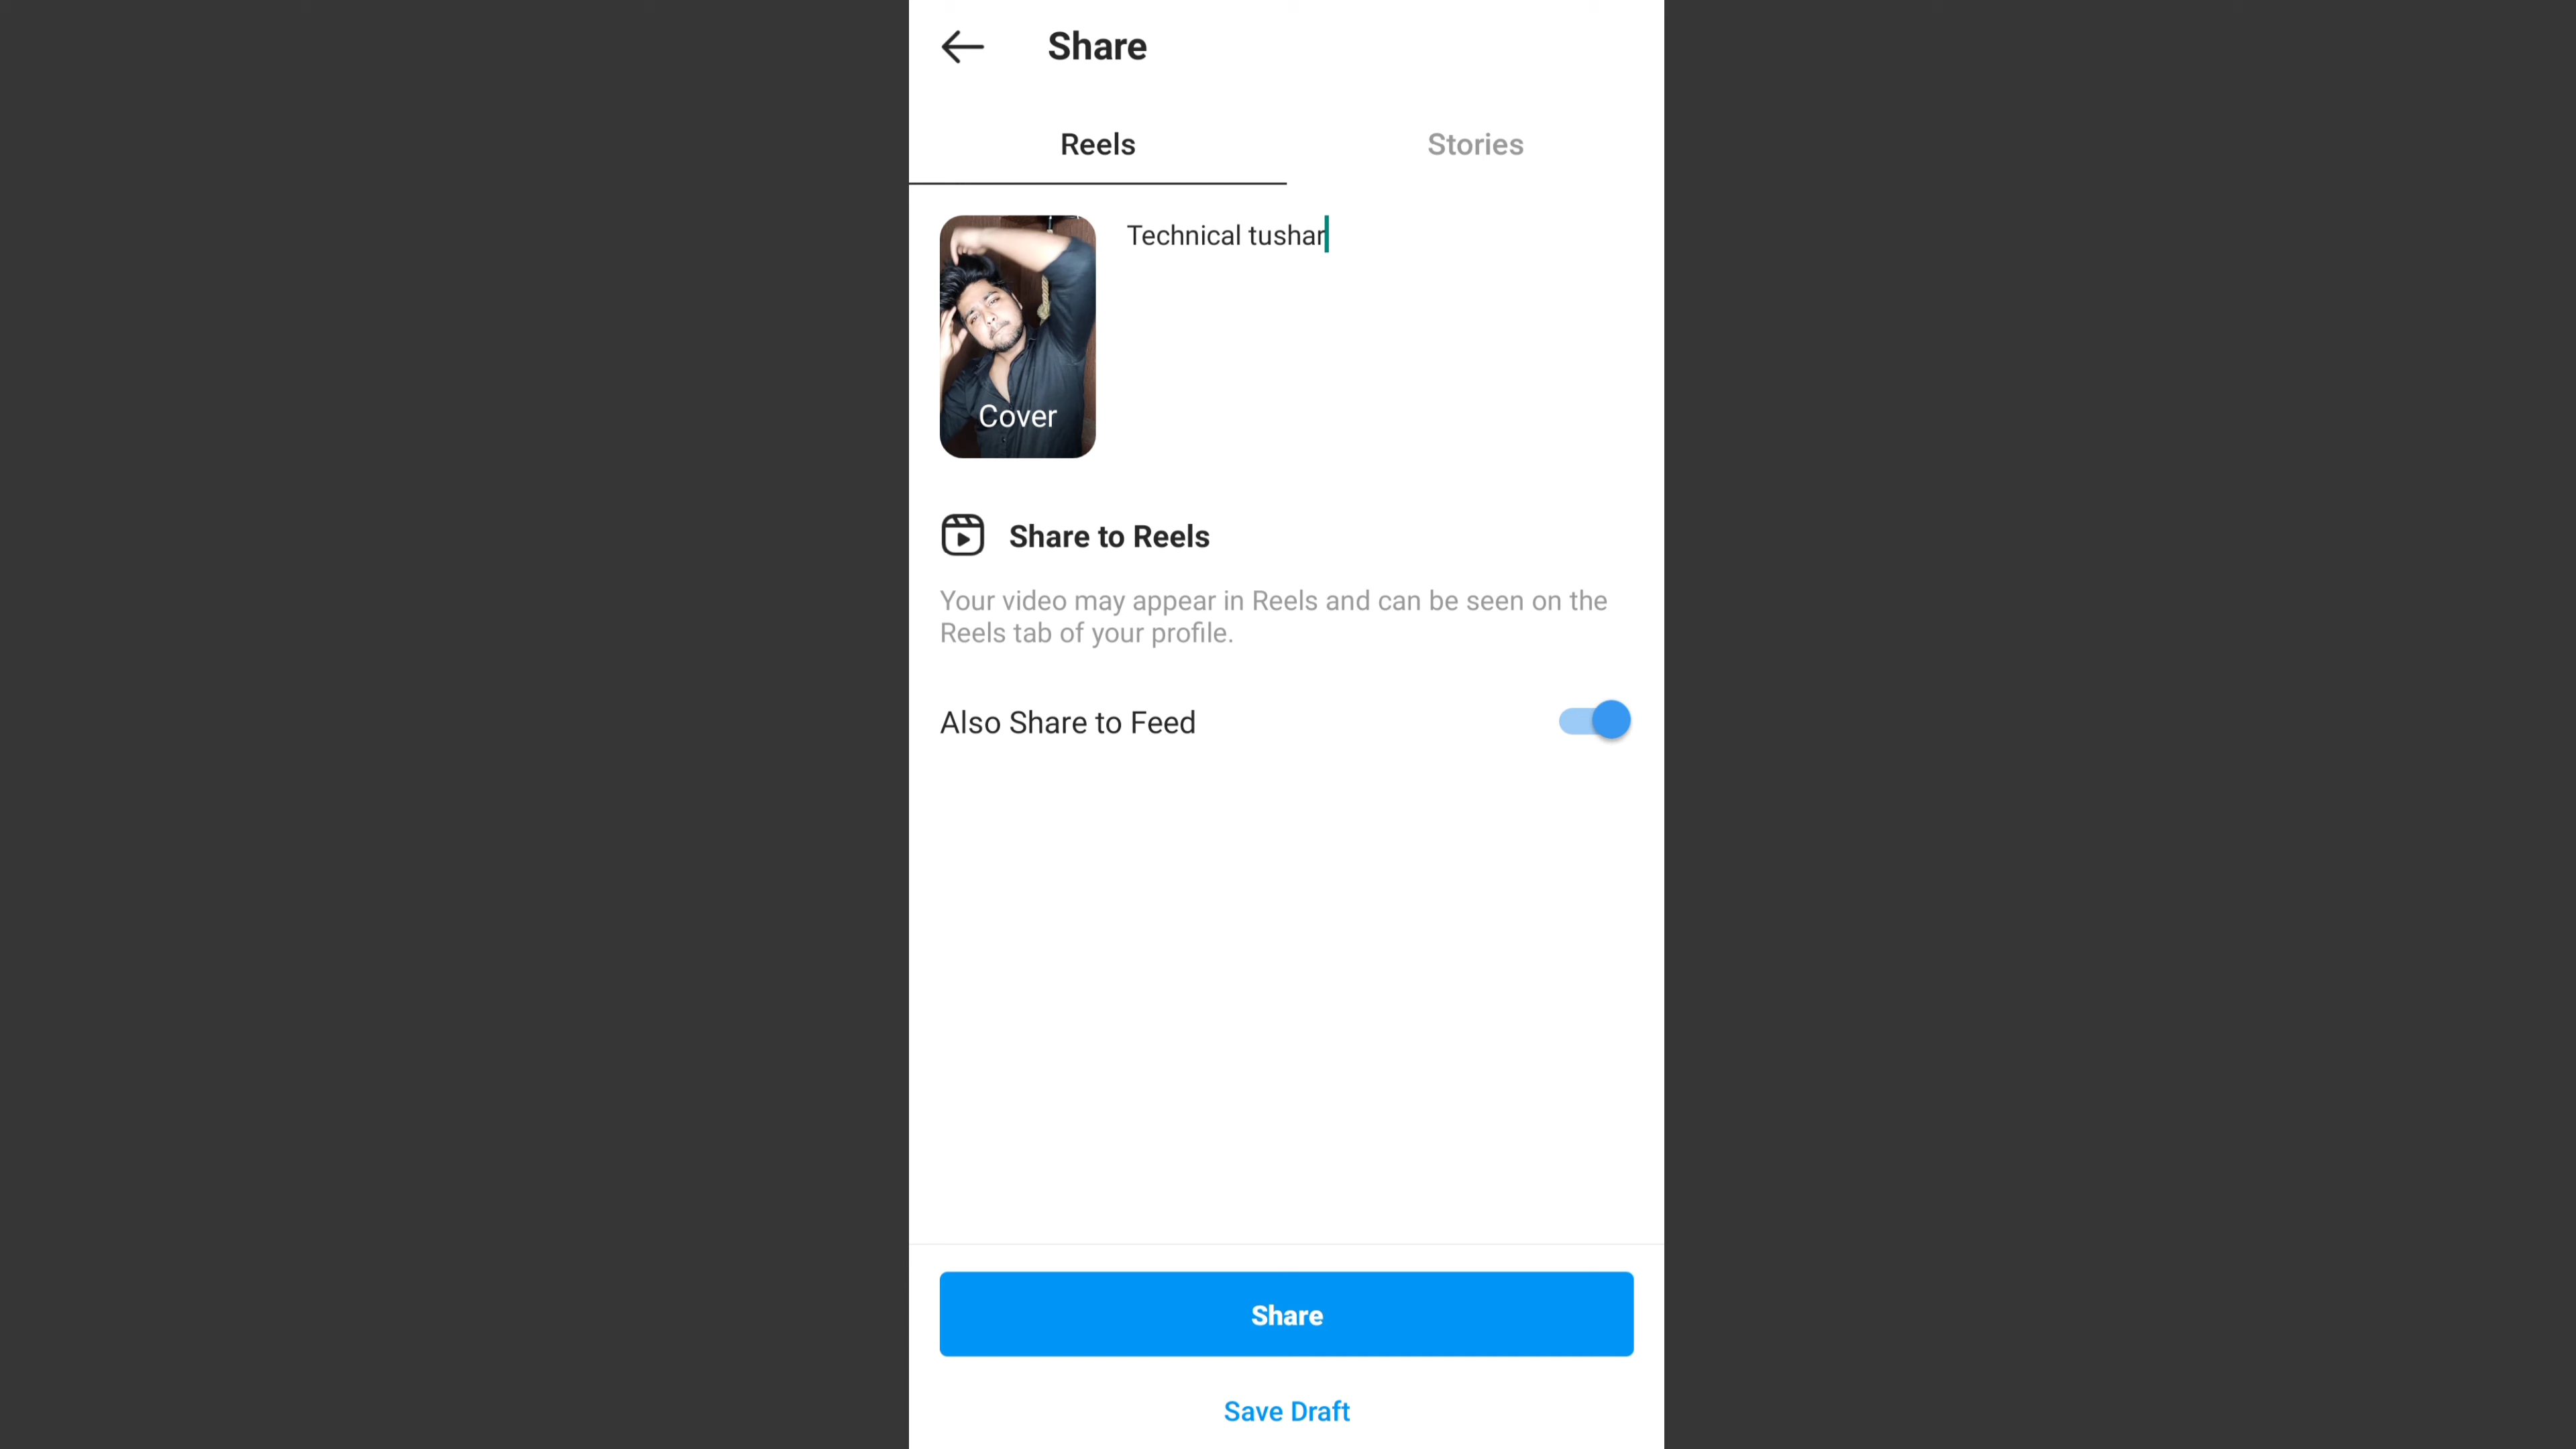 Share
Reels
Stories
Technical tushar
Cover
Share to Reels
Your video may appear in Reels and can be seen on the
Reels tab of your profile.
Also Share to Feed
Share
Save Draft